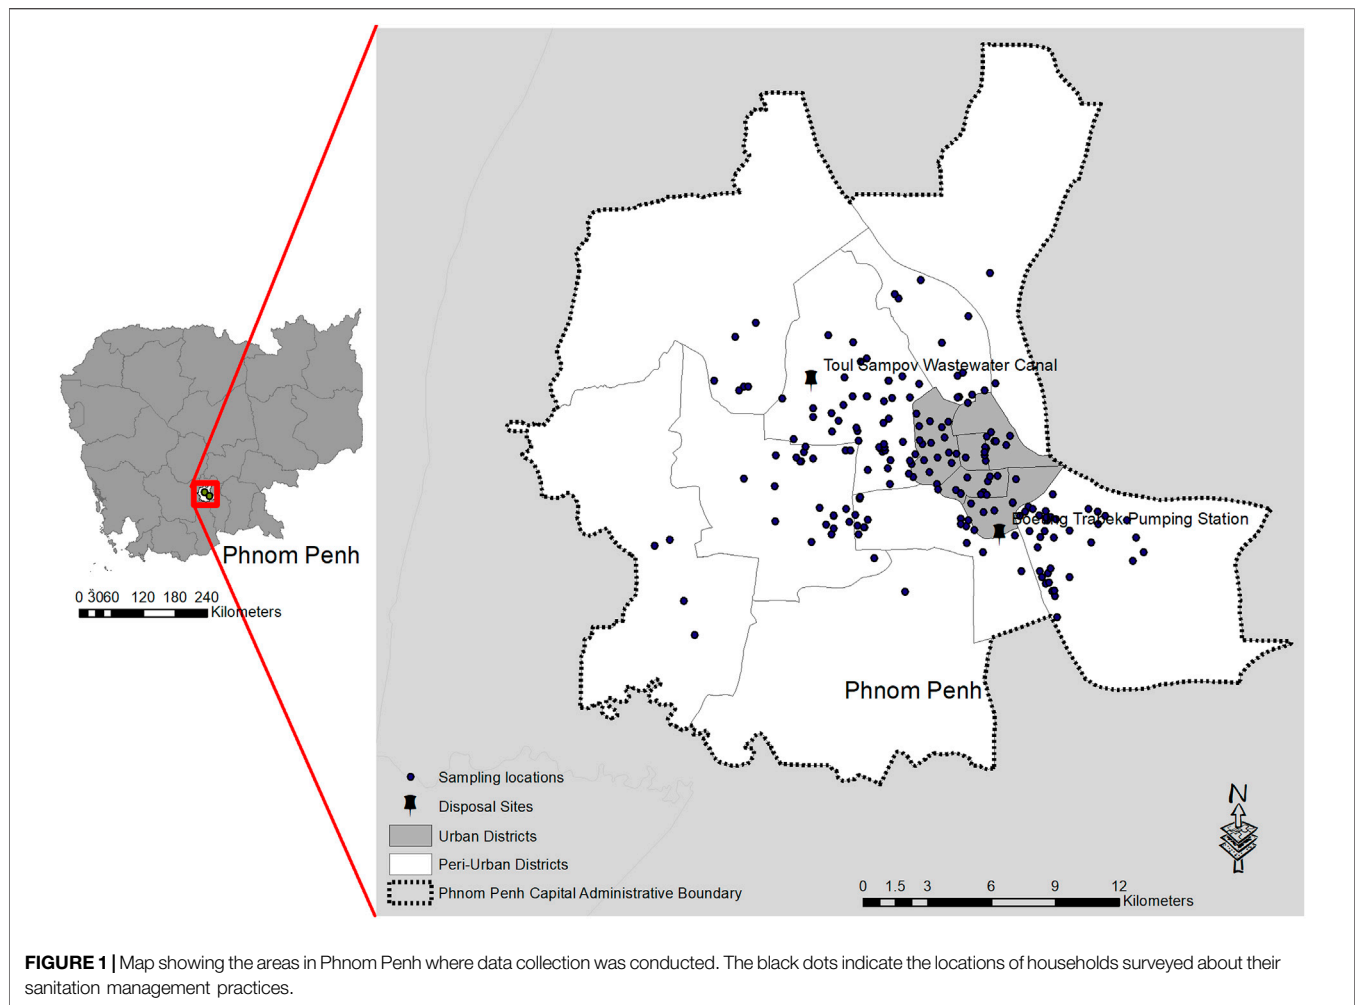 Toul Sampov Wastewater Canal
Boeung Trabek Pumping Station
Phnom Penh
0 30 60 120 180 240
Kilometers
Phnom Penh
Sampling locations
Disposal Sites
Urban Districts
Peri-Urban Districts
Phnom Penh Capital Administrative Boundary
N
0 1.5 3 6 9 12
Kilometers
FIGURE 1 | Map showing the areas in Phnom Penh where data collection was conducted. The black dots indicate the locations of households surveyed about their
sanitation management practices.